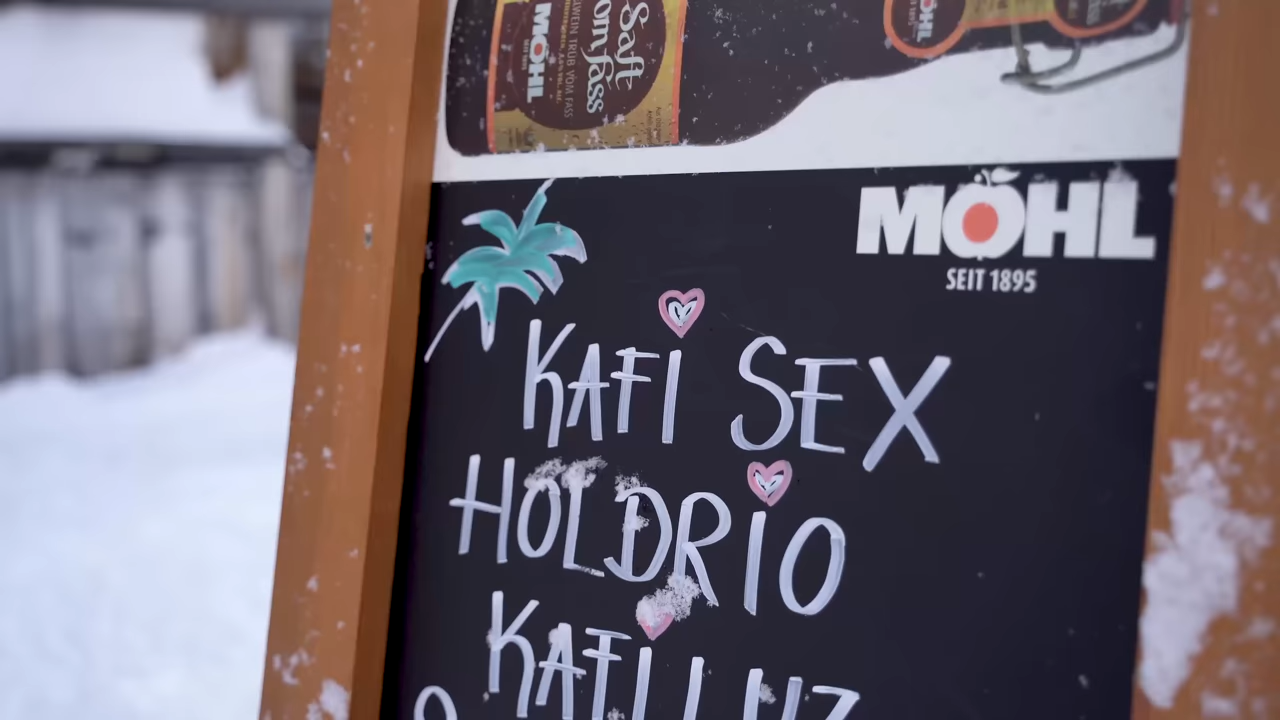 Saft
vom fass
MÖHL
MÖHL
SEIT 1895
KAFI SEX
HOLDRIO
KAFI LUZ